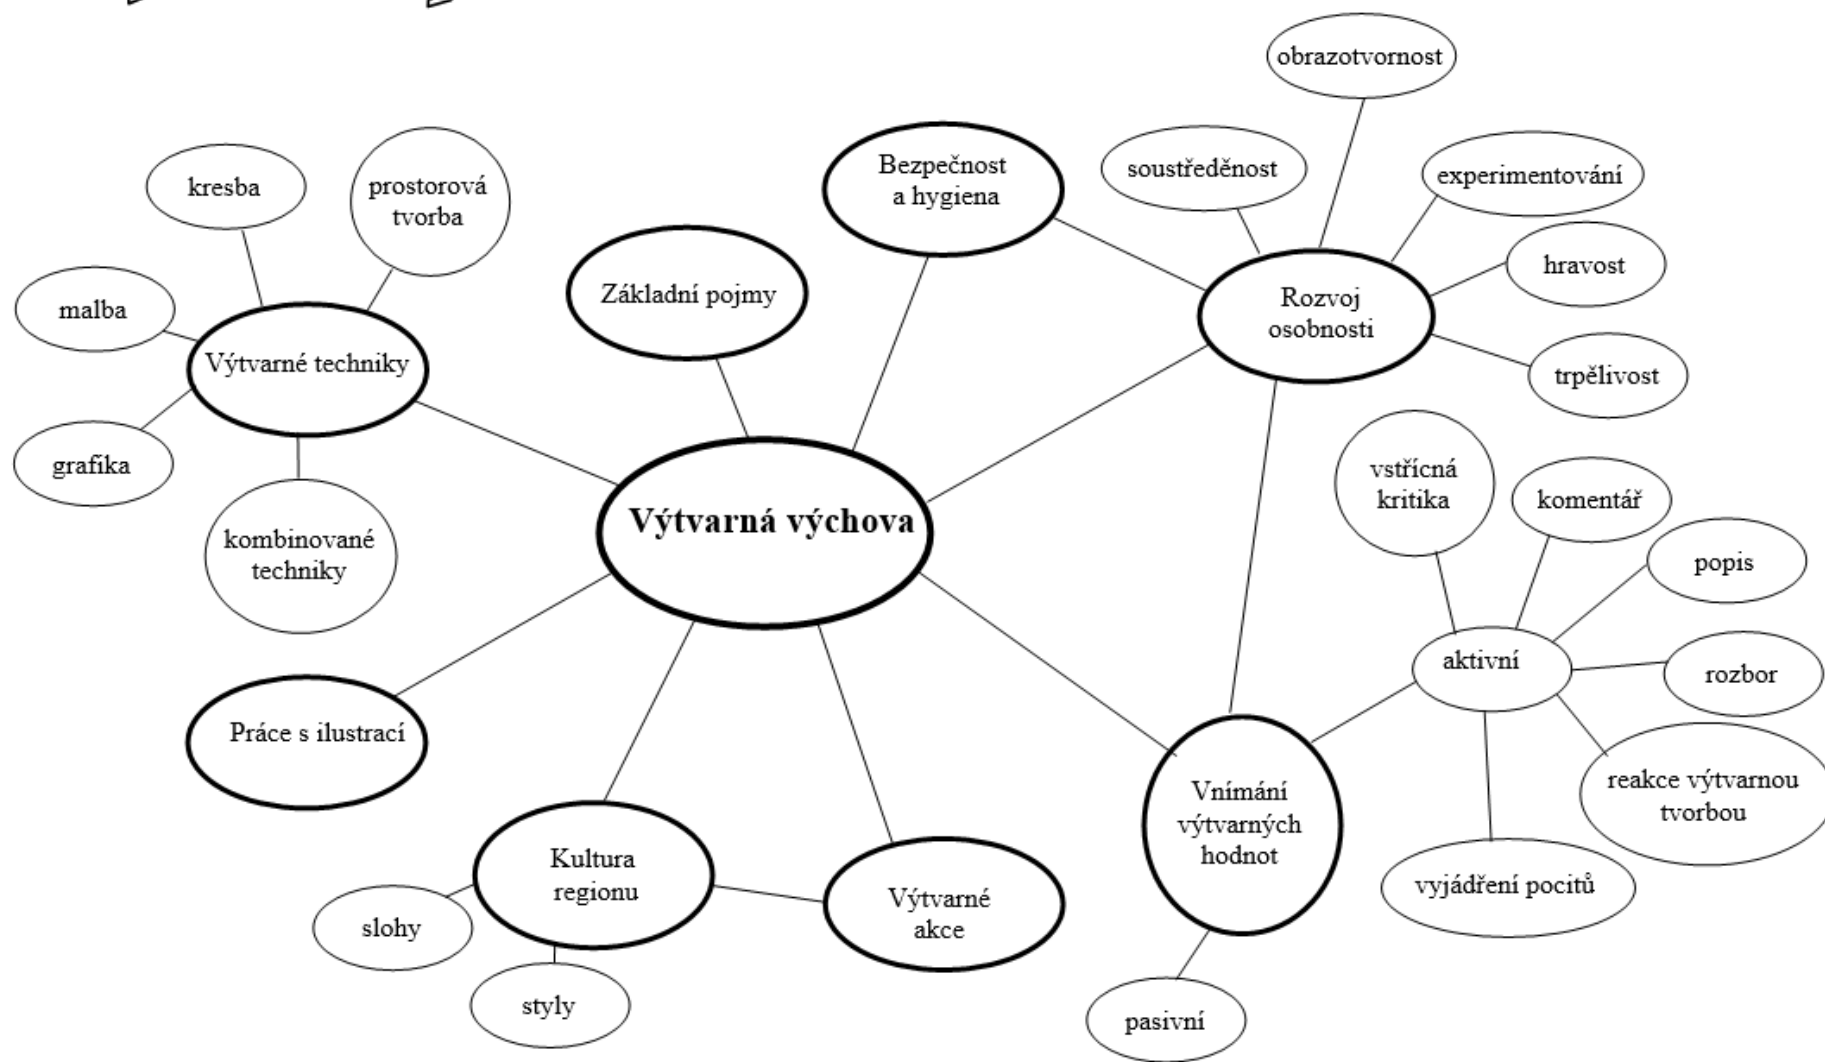 obrazotvornost
soustředěnost
experimentování
hravost
trpělivost
Bezpečnost
a hygiena
Rozvoj
osobnosti
kresba
prostorová
tvorba
malba
Výtvarné techniky
grafika
kombinované
techniky
Základní pojmy
Výtvarná výchova
vstřícná
kritika
komentář
popis
aktivní
rozbor
reakce výtvarnou
tvorbou
vyjádření pocitů
Vnímání
výtvarných
hodnot
pasivní
Práce s ilustrací
Kultura
regionu
slohy
styly
Výtvarné
akce